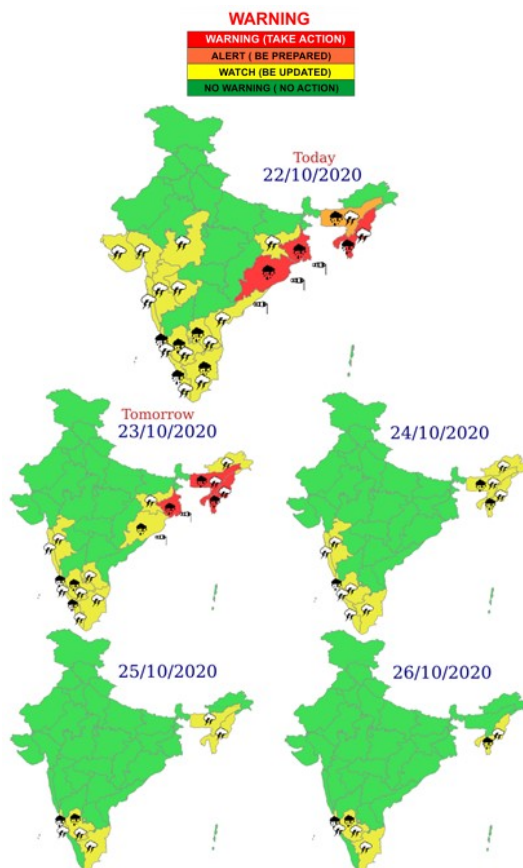 WARNING
WARNING (TAKE ACTION)
ALERT ( BE PREPARED)
WATCH (BE UPDATED)
NO WARNING ( NO ACTION)
Today
22/10/2020
Tomorrow
23/10/2020
24/10/2020
25/10/2020
26/10/2020